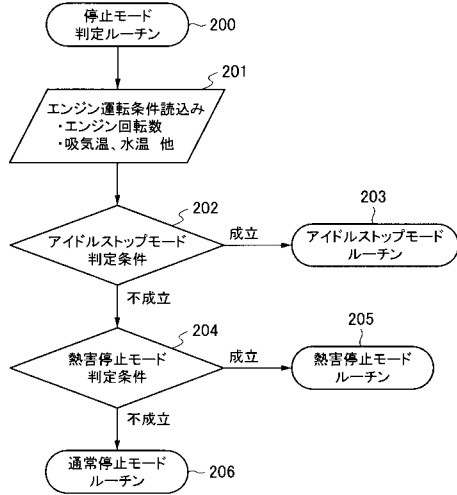 停止モード
判定ルーチン
200
201
エンジン運転条件読込み
・エンジン回転数
・吸気温、水温 他
202
アイドルストップモード
判定条件
成立
203
アイドルストップモード
ルーチン
不成立
204
熱害停止モード
判定条件
成立
205
熱害停止モード
ルーチン
不成立
通常停止モード
ルーチン
206